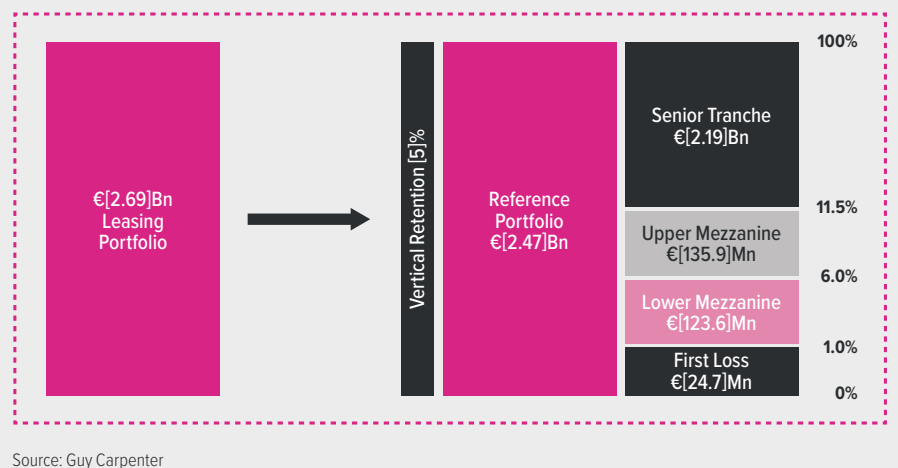 €[2.69]Bn
Leasing
Portfolio
Vertical Retention [5]%
Reference
Portfolio
€[2.47]Bn
Senior Tranche
€[2.19]Bn
Upper Mezzanine
€[135.9]Mn
Lower Mezzanine
€[123.6]Mn
First Loss
€[24.7]Mn
100%
11.5%
6.0%
1.0%
0%
Source: Guy Carpenter